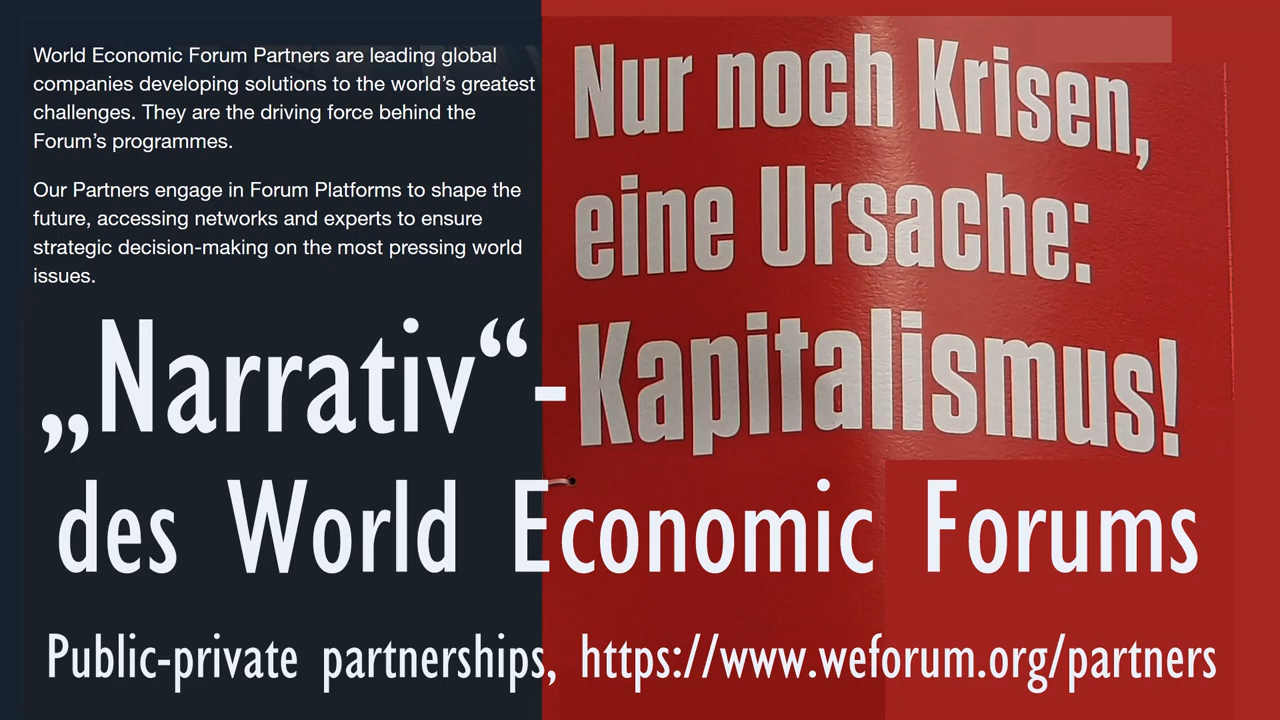 World Economic Forum Partners are leading global
companies developing solutions to the world's greatest
challenges. They are the driving force behind the
Forum's programmes.
Our Partners engage in Forum Platforms to shape the
future, accessing networks and experts to ensure
strategic decision-making on the most pressing world
issues.
Nur noch Krisen,
eine Ursache:
Kapitalismus!
„Narrativ“-
des World Economic Forums
Public-private partnerships, https://www.weforum.org/partners